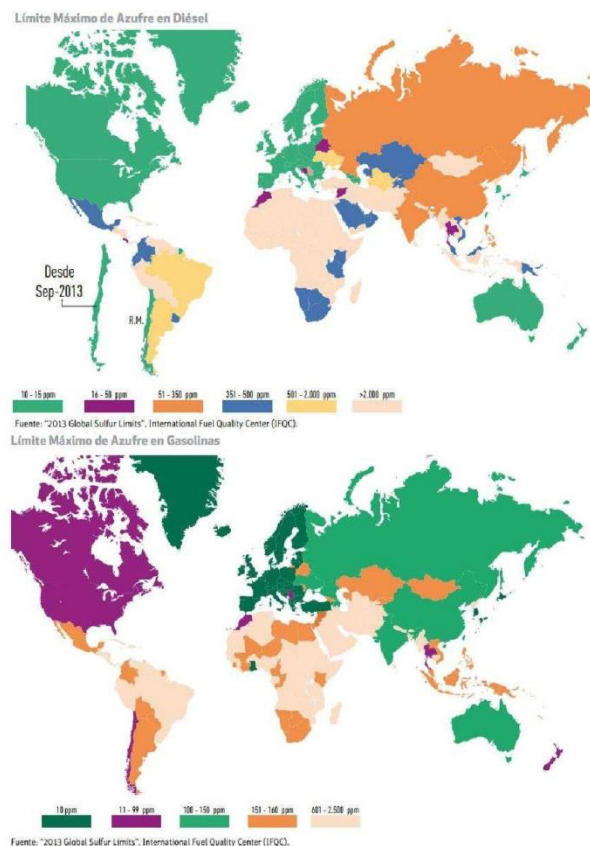 Límite Máximo de Azufre en Diésel
Desde
Sep-2013
R.M.
10 - 15 ppm 16 - 50 ppm 51 - 350 ppm 351 - 500 ppm 501 - 2.000 ppm >2.000 ppm
Fuente: "2013 Global Sulfur Limits", International Fuel Quality Center (IFQC).
Límite Máximo de Azufre en Gasolinas
10 ppm 11 - 99 ppm 100 - 150 ppm 151 - 160 ppm 601 - 2.500 ppm
Fuente: "2013 Global Sulfur Limits", International Fuel Quality Center (IFQC).